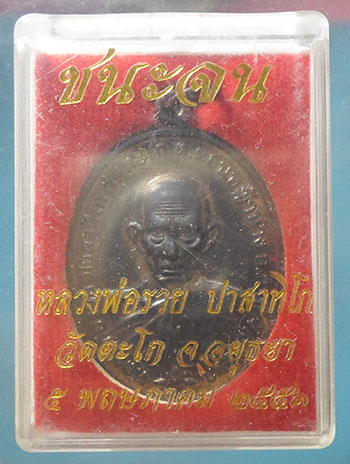 ชนะจน
หลวงพ่อรวย ปาสาทิโก
วัดตะโก จ.อยุธยา
๕ พฤษภาคม ๒๕๕๑